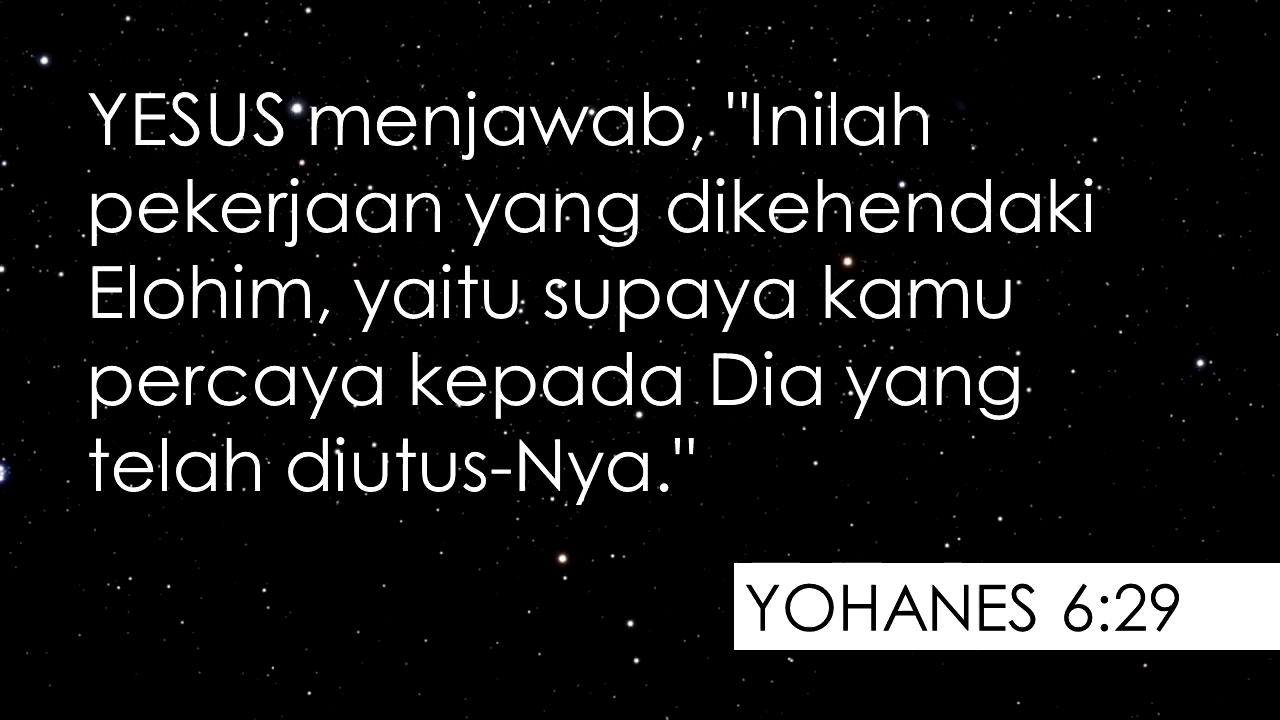 YESUS menjawab, "Inilah
pekerjaan yang dikehendaki
Elohim, yaitu supaya kamu
percaya kepada Dia yang
telah diutus-Nya."
YOHANES 6:29